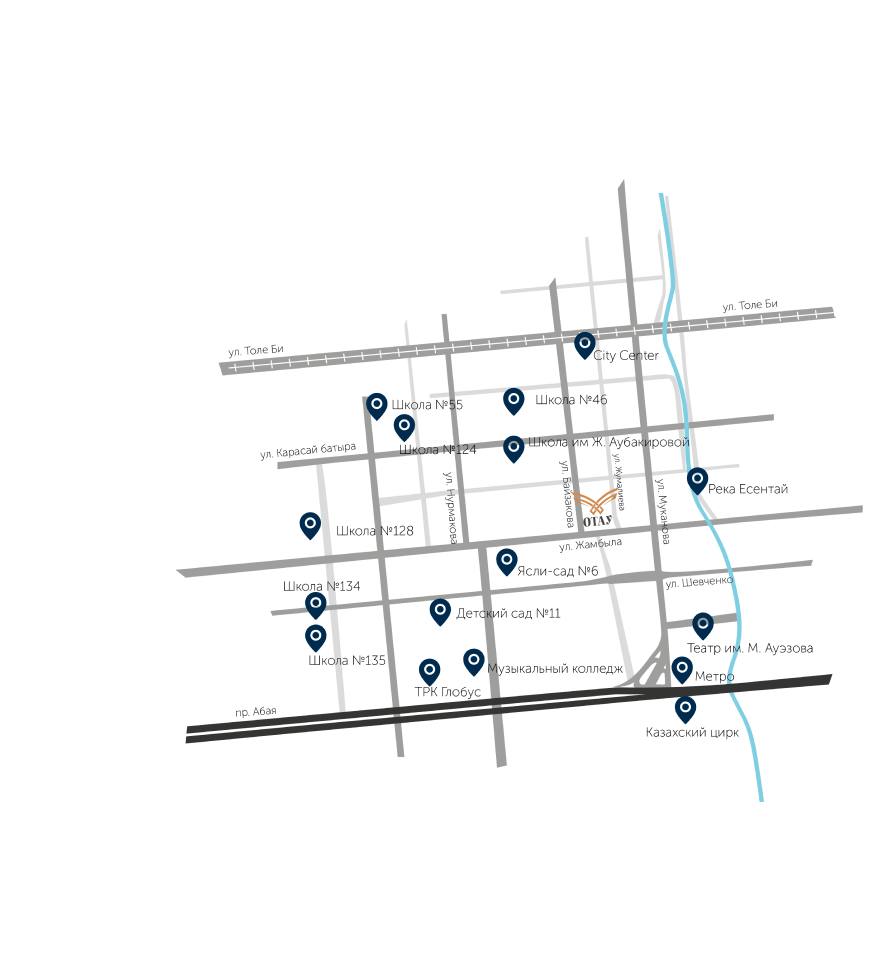 ул. Толе Би
ул. Толе Би
City Center
Школа №55
Школа №46
Школа №124
Школа им Ж. Аубакировой
ул. Карасай батыра
ул. Нурмакова
ул. Байзакова
ул. Жумалиева
ул. Муканова
Река Есентай
ОТАУ
Школа №128
ул. Жамбыла
Ясли-сад №6
ул. Шевченко
Школа №134
Детский сад №11
Театр им. М. Ауэзова
Школа №135
Музыкальный колледж
Метро
ТРК Глобус
пр. Абая
Казахский цирк